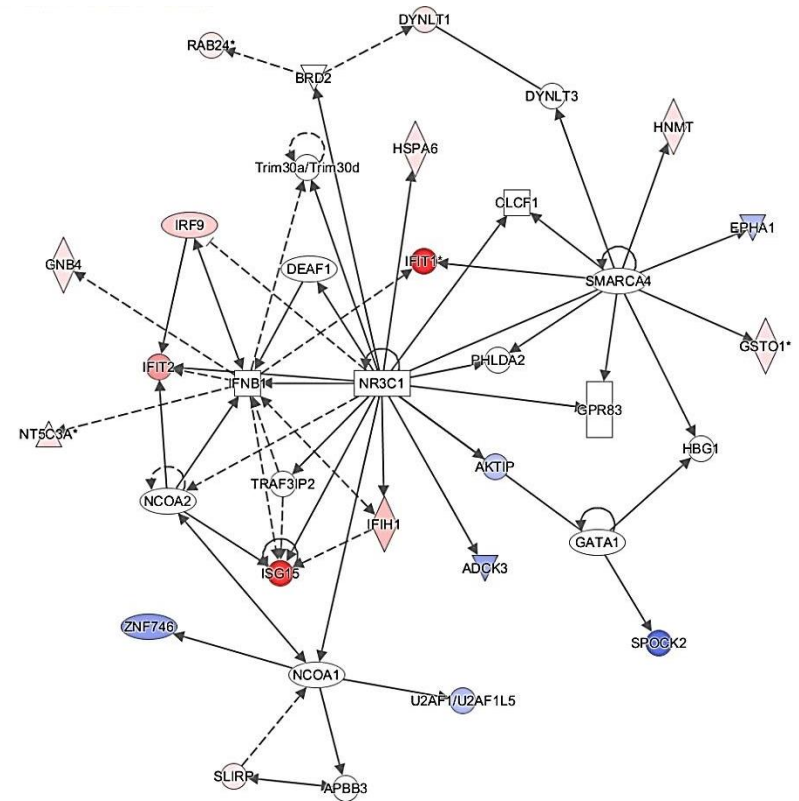 DYNLT1
RAB24*
BRD2
DYNLT3
HNMT
HSPA6
Trim30a/Trim30d
CLCF1
IRF9
EPHA1
GNB4
DEAF1
IFIT1*
SMARCA4
GSTO1*
PHLDA2
IFIT2
IFNB1
NR3C1
GPR83
NT5C3A*
HBG1
AKTIP
TRAF3IP2
NCOA2
IFIH1
GATA1
ADCK3
ISG15
ZNF746
SPOCK2
NCOA1
U2AF1/U2AF1L5
SLIRP
APBB3